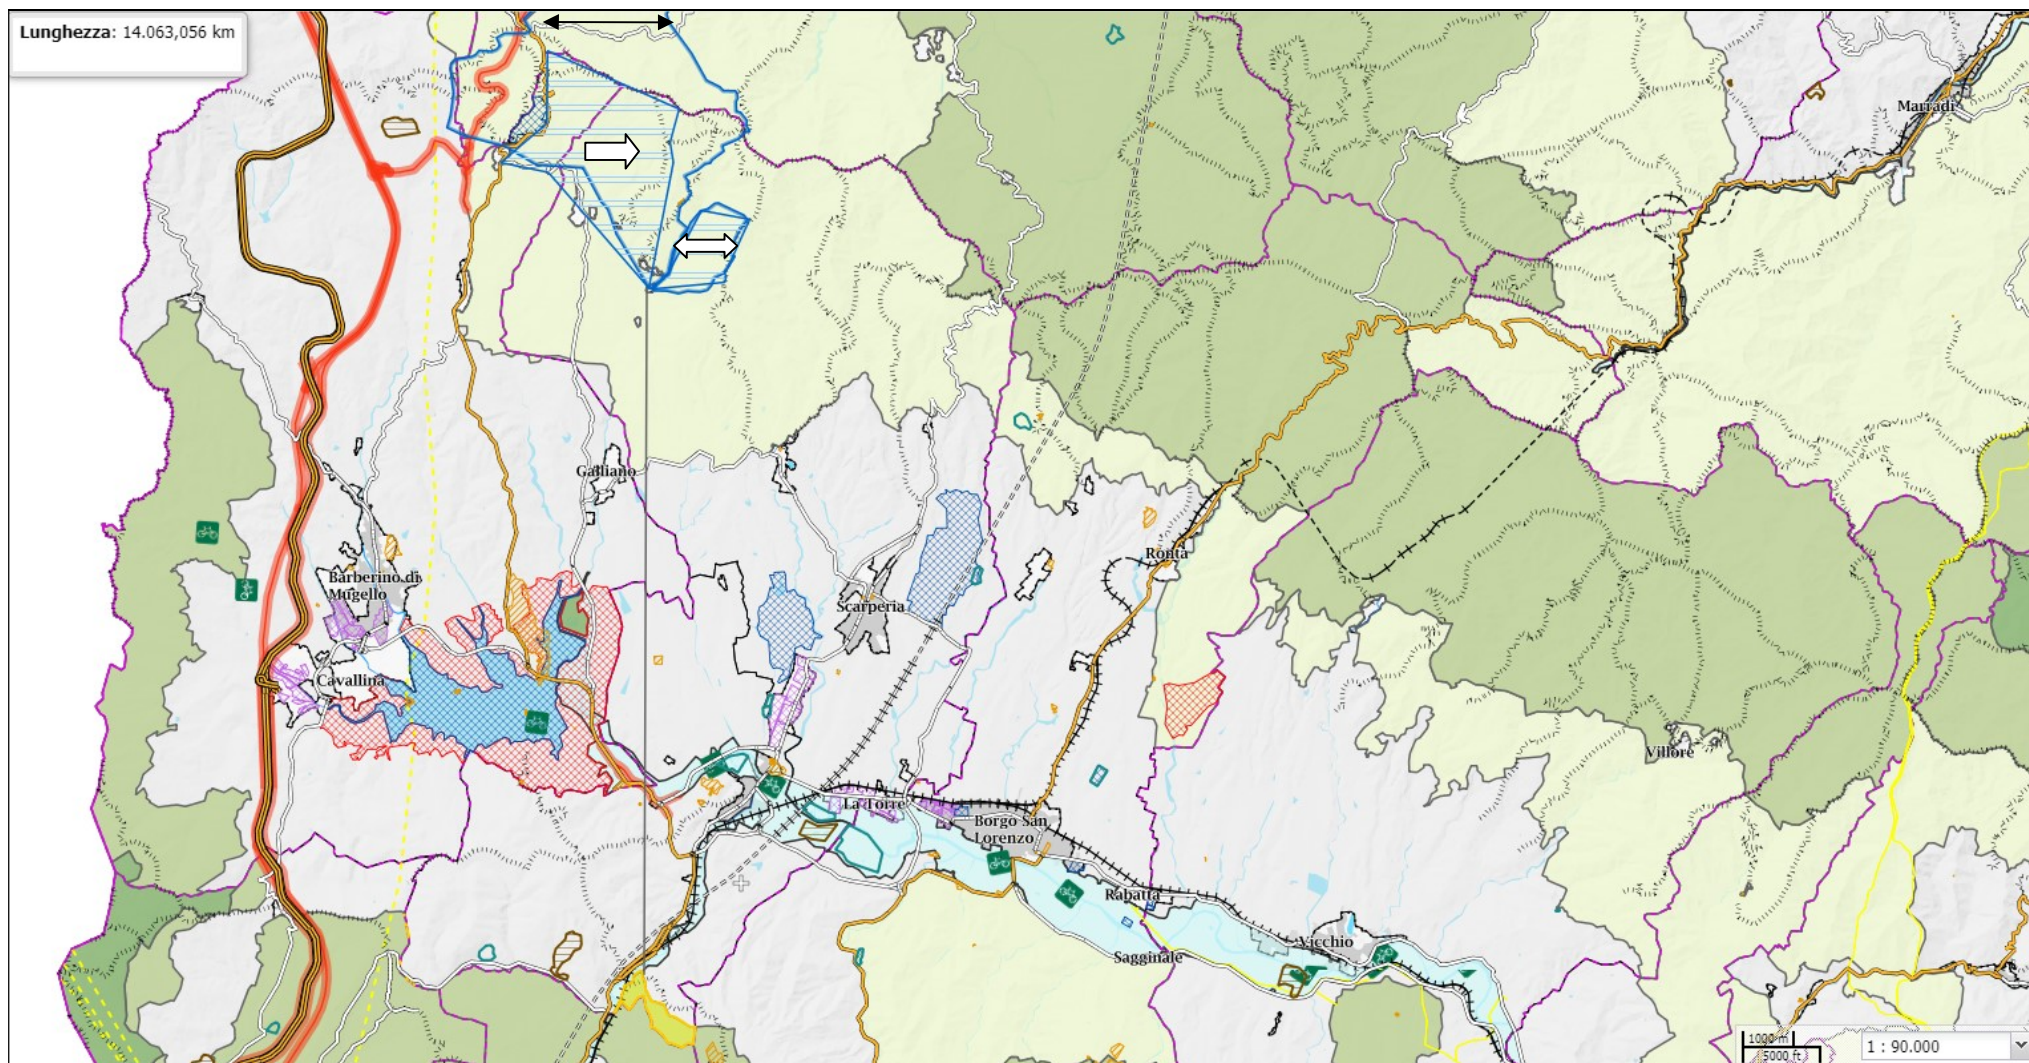 Lunghezza: 14.063,056 km
Marradi
Galliano
Ronta
Barberino di
Mugello
Scarperia
Cavallina
Villore
La Torre
Borgo San
Lorenzo
Rabatta
Vicchio
Sagginale
1000 m
5000 ft
1 : 90.000